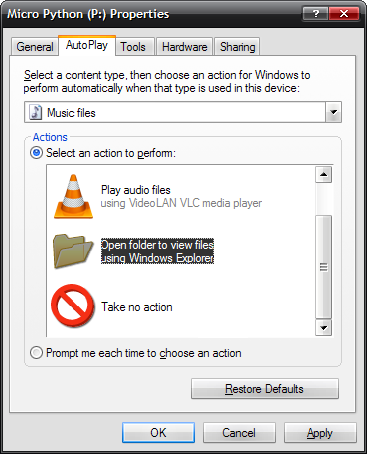 Micro Python (P:) Properties
General AutoPlay Tools Hardware Sharing
Select a content type, then choose an action for Windows to
perform automatically when that type is used in this device:
Music files
Actions
Select an action to perform:
Play audio files
using VideoLAN VLC media player
Open folder to view files
using Windows Explorer
Take no action
Prompt me each time to choose an action
Restore Defaults
OK Cancel Apply